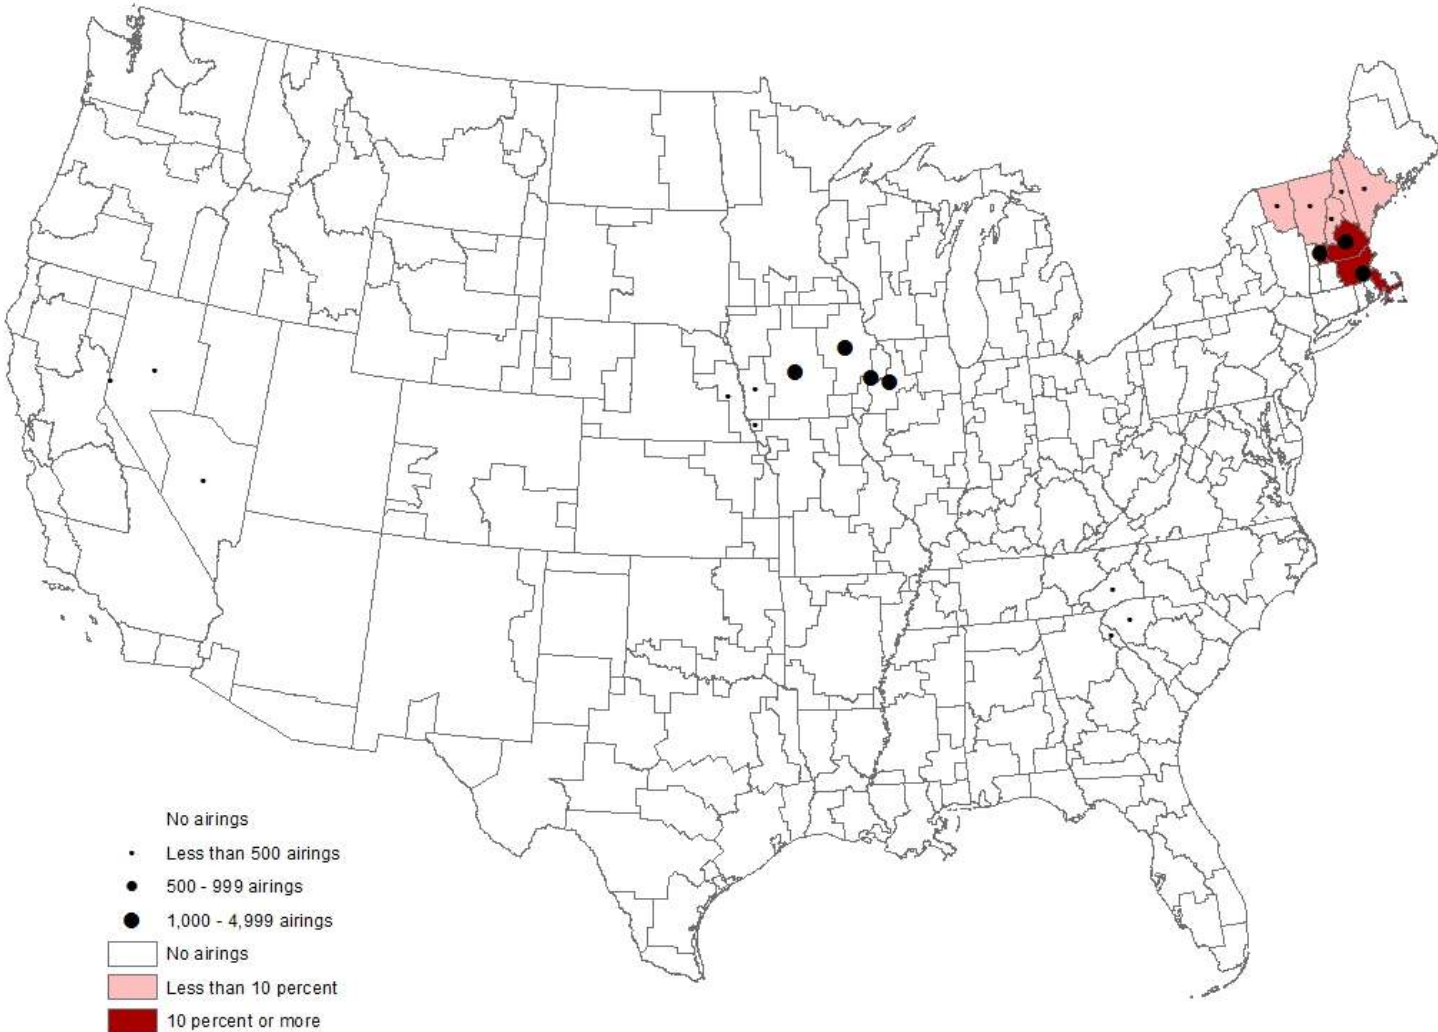 No airings
Less than 500 airings
500 - 999 airings
1,000 - 4,999 airings
No airings
Less than 10 percent
10 percent or more